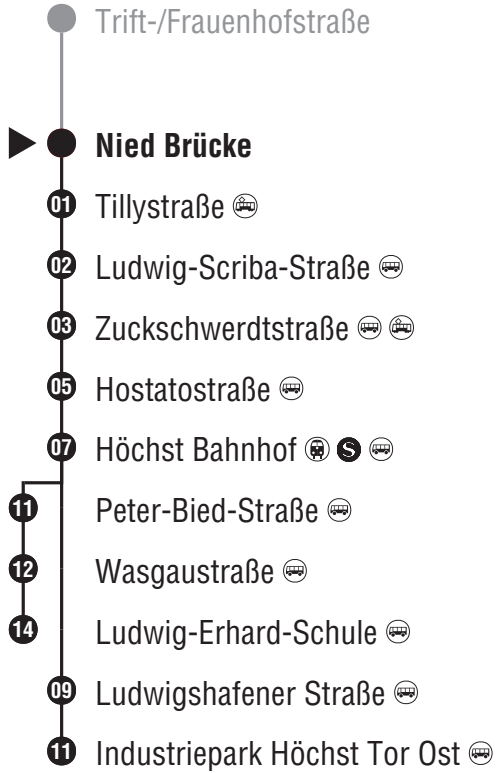 Trift-/Frauenhofstraße
Nied Brücke
01 Tillystraße
02 Ludwig-Scriba-Straße
03 Zuckschwerdtstraße
05 Hostatostraße
07 Höchst Bahnhof S
11 Peter-Bied-Straße
12 Wasgaustraße
14 Ludwig-Erhard-Schule
09 Ludwigshafener Straße
11 Industriepark Höchst Tor Ost